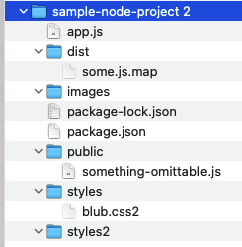 sample-node-project 2
app.js
dist
some.js.map
images
package-lock.json
package.json
public
something-omittable.js
styles
blub.css2
styles2